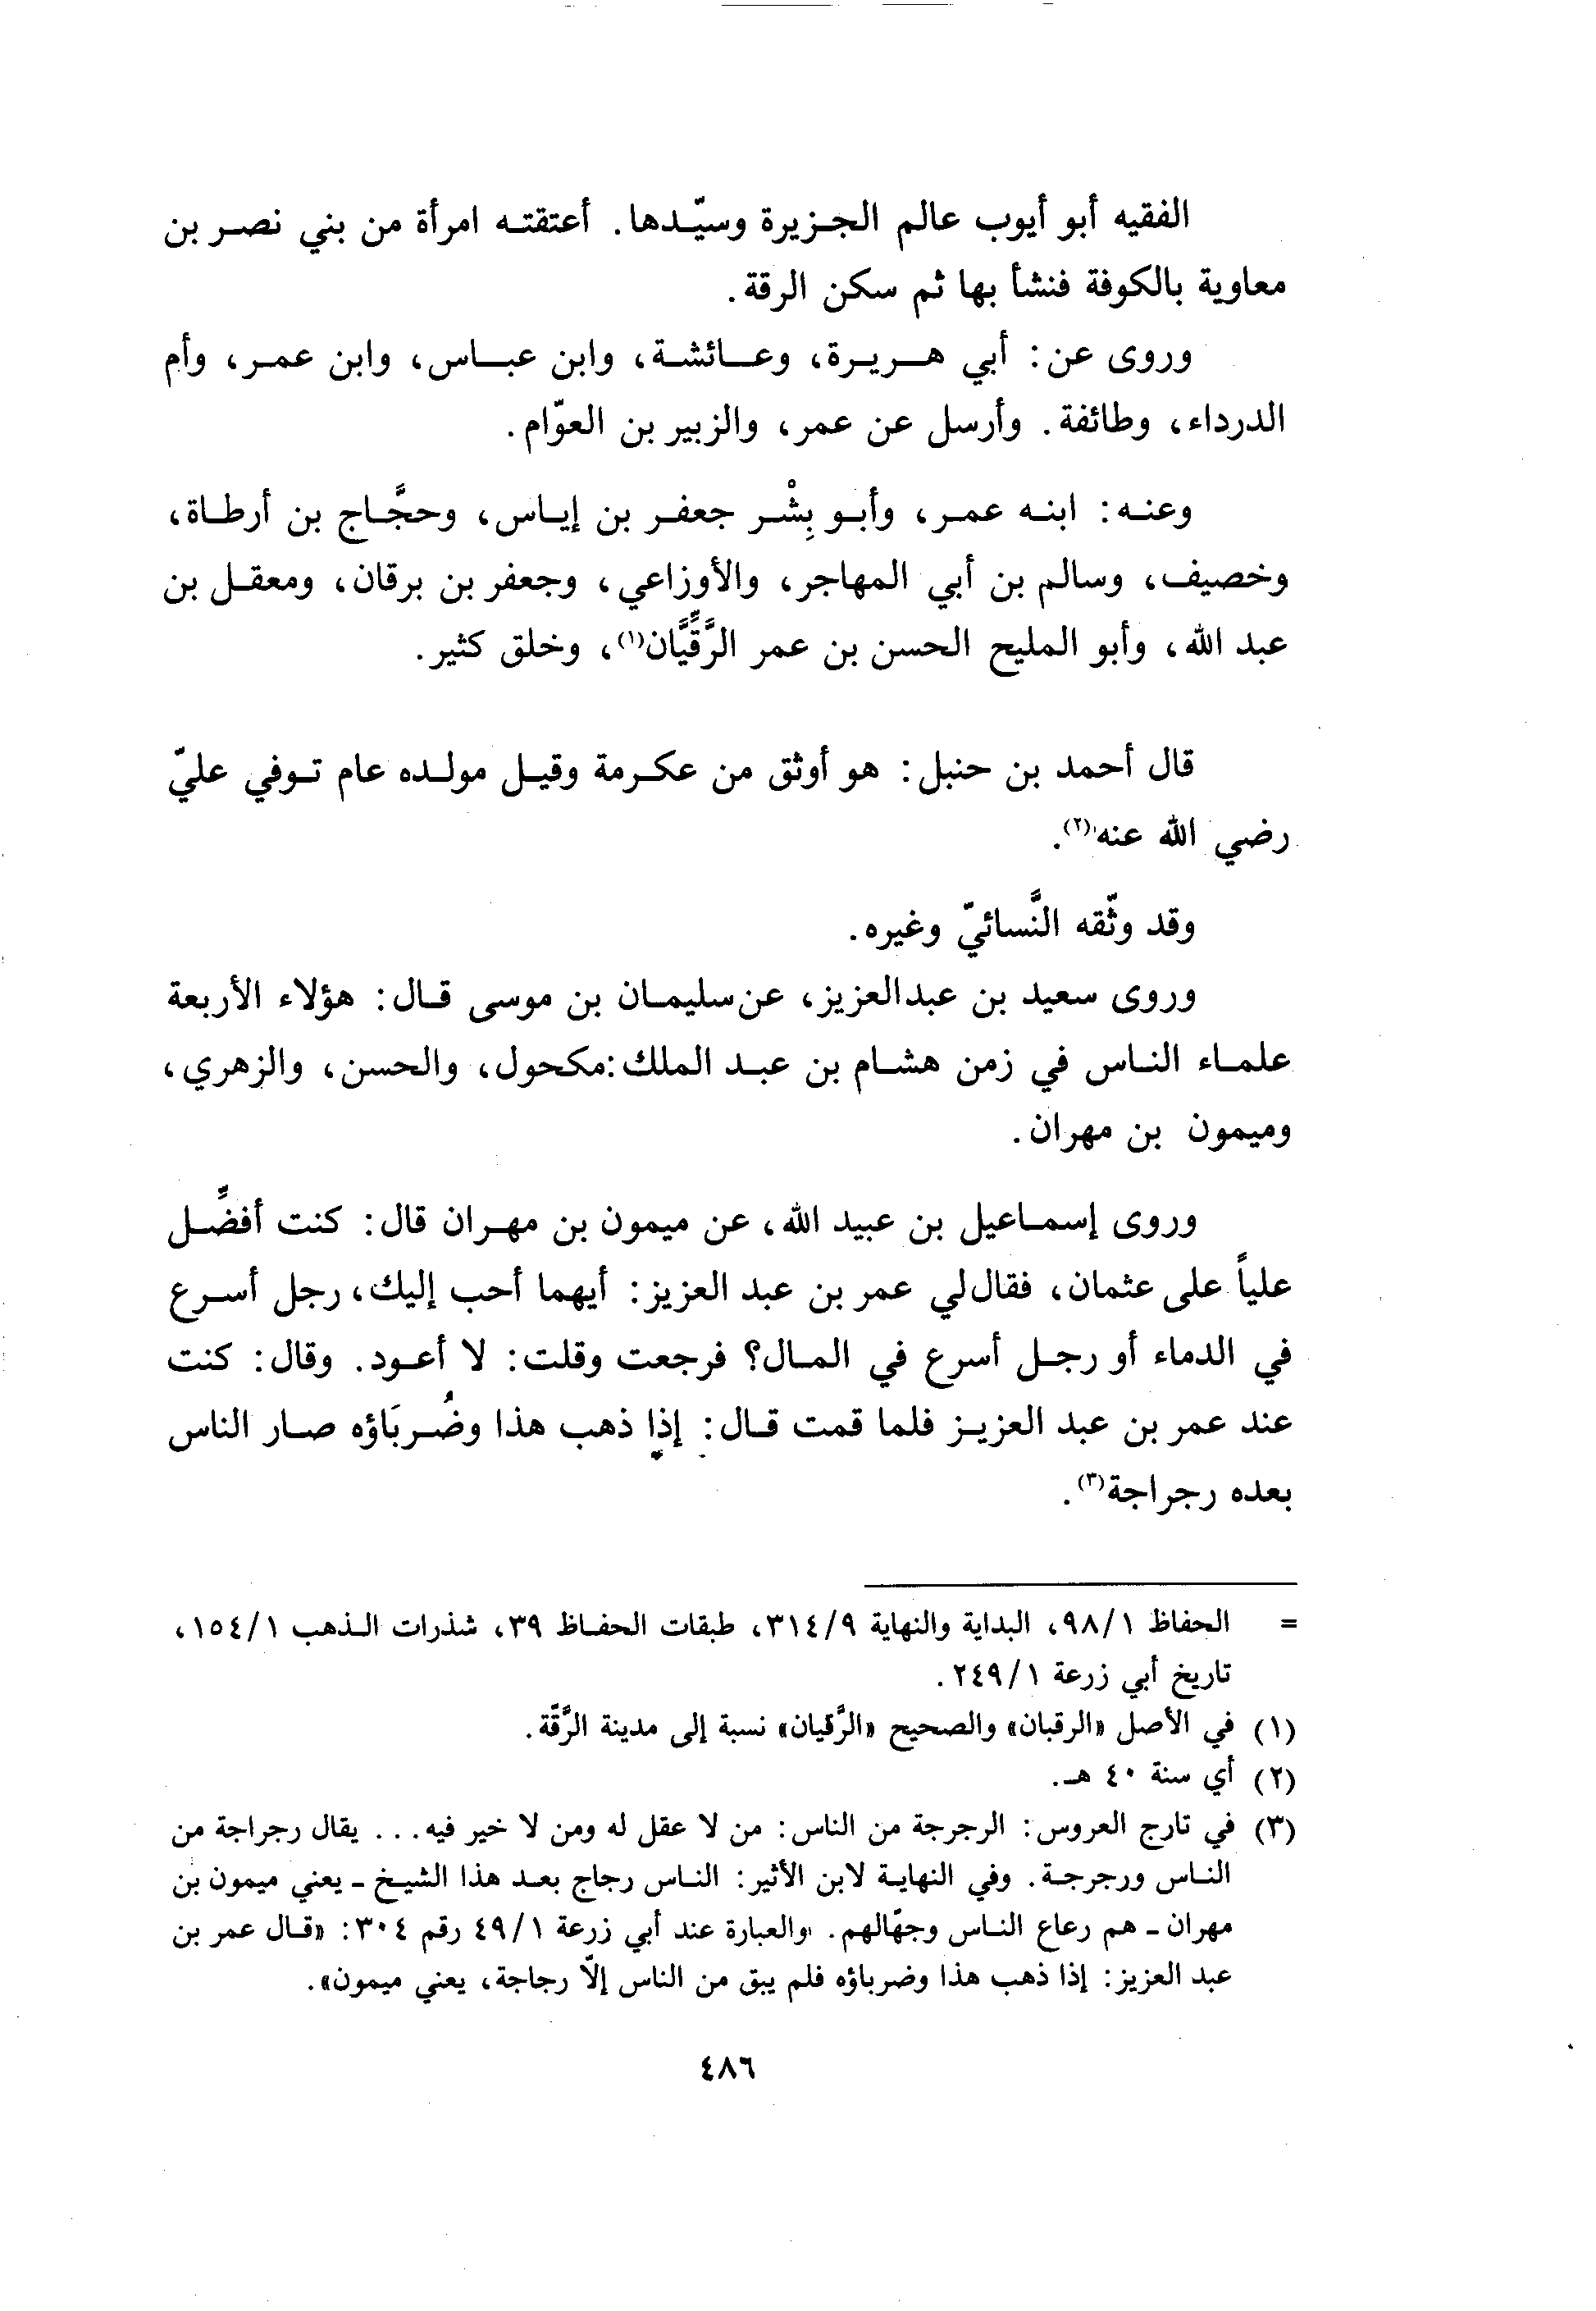 الفقيه أبو أيوب عالم الجزيرة وسيّدها. أعتقته امرأة من بني نصر بن
معاوية بالكوفة فنشأ بها ثم سكن الرقة.
وروى عن: أبي هريرة، وعائشة، وابن عباس، وابن عمر، وأم
الدرداء، وطائفة. وأرسل عن عمر، والزبير بن العوّام.
وعنه: ابنه عمر، وأبو بِشْر جعفر بن إياس، وحجَّاج بن أرطاة،
وخصيف، وسالم بن أبي المهاجر، والأوزاعي، وجعفر بن برقان، ومعقل بن
عبد الله، وأبو المليح الحسن بن عمر الرَّقِّيَّان(١)، وخلق كثير.
قال أحمد بن حنبل: هو أوثق من عكرمة وقيل مولده عام توفي عليّ
رضي الله عنه(٢).
وقد وثّقه النَّسائيّ وغيره.
وروى سعيد بن عبدالعزيز، عن سليمان بن موسى قال: هؤلاء الأربعة
علماء الناس في زمن هشام بن عبد الملك: مكحول، والحسن، والزهري،
وميمون بن مهران.
وروى إسماعيل بن عبيد الله، عن ميمون بن مهران قال: كنت أفضِّل
علياً على عثمان، فقال لي عمر بن عبد العزيز: أيهما أحب إليك، رجل أسرع
في الدماء أو رجل أسرع في المال؟ فرجعت وقلت: لا أعود. وقال: كنت
عند عمر بن عبد العزيز فلما قمت قال: إذا ذهب هذا وضُرَبَاؤه صار الناس
بعده رجراجة(٣).
= الحفاظ ٩٨/١، البداية والنهاية ٣١٤/٩، طبقات الحفاظ ٣٩، شذرات الذهب ١٥٤/١،
تاريخ أبي زرعة ٢٤٩/١.
(١) في الأصل «الرقبان» والصحيح «الرَّقيان» نسبة إلى مدينة الرَّقّة.
(٢) أي سنة ٤٠ هـ.
(٣) في تارج العروس: الرجرجة من الناس: من لا عقل له ومن لا خير فيه... يقال رجراجة من
الناس ورجرجة. وفي النهاية لابن الأثير: الناس رجاج بعد هذا الشيخ ـ يعني ميمون بن
مهران ـ هم رعاع الناس وجهّالهم. والعبارة عند أبي زرعة ٤٩/١ رقم ٣٠٤: «قال عمر بن
عبد العزيز: إذا ذهب هذا وضرباؤه فلم يبق من الناس إلاّ رجاجة، يعني ميمون».
٤٨٦